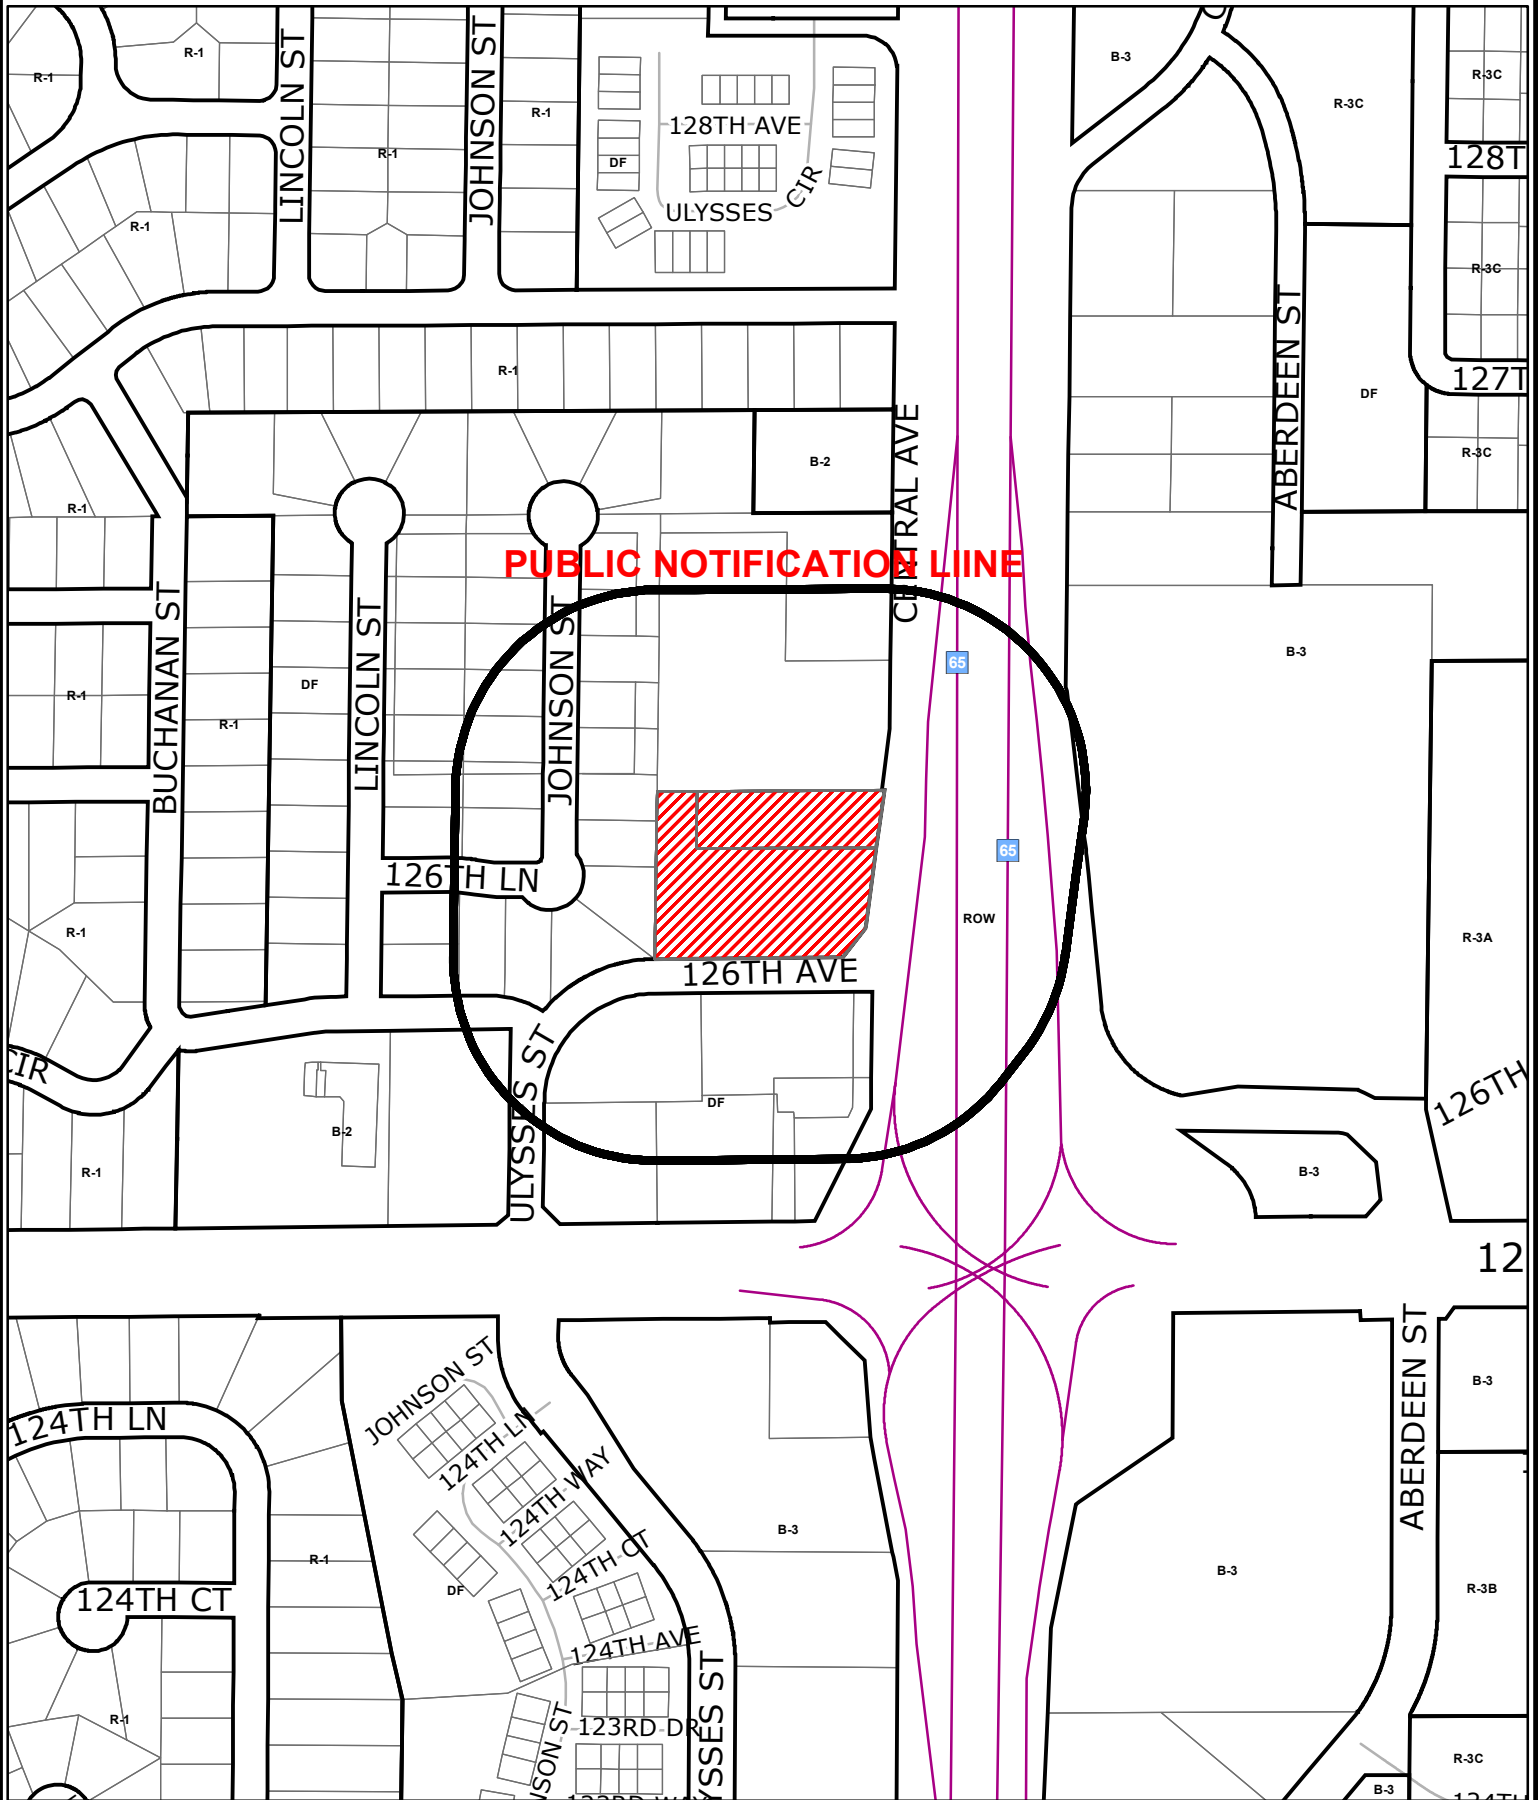 LINCOLN ST
JOHNSON ST
R-1
R-1
R-1
R-1
R-1
128TH AVE
DF
CIR
ULYSSES
B-3
R-3C
R-3C
128T
R-3C
ABERDEEN ST
127T
DF
R-3C
R-1
B-2
CENTRAL AVE
R-1
PUBLIC NOTIFICATION LIINE
BUCHANAN ST
LINCOLN ST
JOHNSON ST
65
B-3
R-1
DF
R-1
65
126TH LN
ROW
R-1
R-3A
126TH AVE
CIR
ULYSSES ST
126TH
DF
B-2
R-1
B-3
12
JOHNSON ST
ABERDEEN ST
B-3
124TH LN
124TH LN
124TH WAY
B-3
R-1
124TH CT
DF
B-3
R-3B
124TH CT
124TH AVE
YSSES ST
R-1
123RD DR
NSON ST
R-3C
B-3